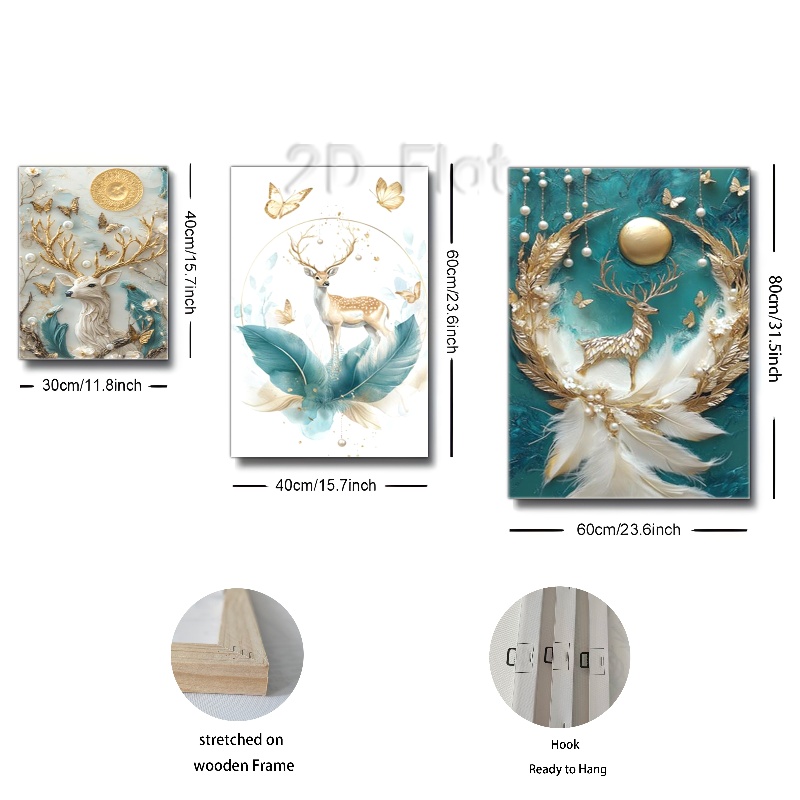 2D Flat
40cm/15.7inch
30cm/11.8inch
60cm/23.6inch
40cm/15.7inch
80cm/31.5inch
60cm/23.6inch
stretched on
wooden Frame
Hook
Ready to Hang